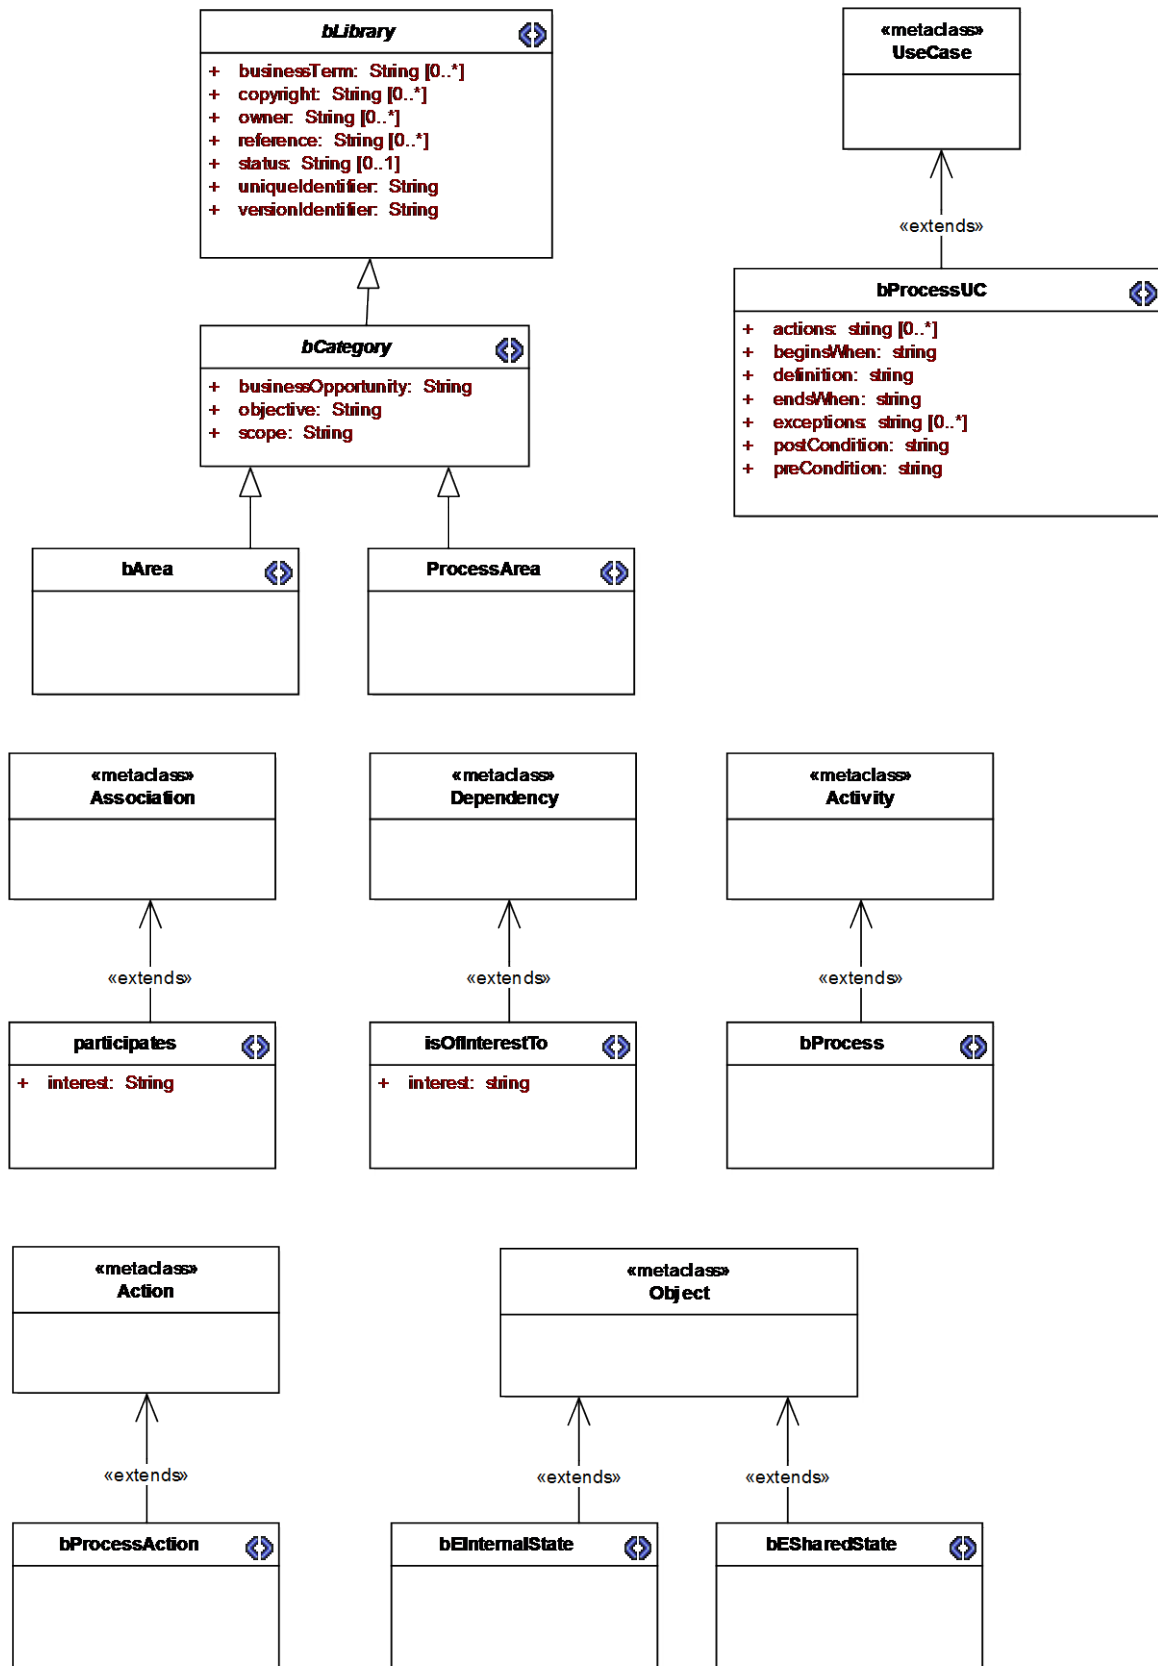 bLibrary
+ businessTerm: String [0..*]
+ copyright: String [0..*]
+ owner: String [0..*]
+ reference: String [0..*]
+ status: String [0..1]
+ uniqueIdentifier: String
+ versionIdentifier: String
«metaclass»
UseCase
«extends»
bCategory
+ businessOpportunity: String
+ objective: String
+ scope: String
bProcessUC
+ actions: string [0..*]
+ beginsWhen: string
+ definition: string
+ endsWhen: string
+ exceptions: string [0..*]
+ postCondition: string
+ preCondition: string
bArea
ProcessArea
«metaclass»
Association
«metaclass»
Dependency
«metaclass»
Activity
«extends»
«extends»
«extends»
participates
+ interest: String
isOfInterestTo
+ interest: string
bProcess
«metaclass»
Action
«metaclass»
Object
«extends»
«extends»
«extends»
bProcessAction
bEInternalState
bESharedState